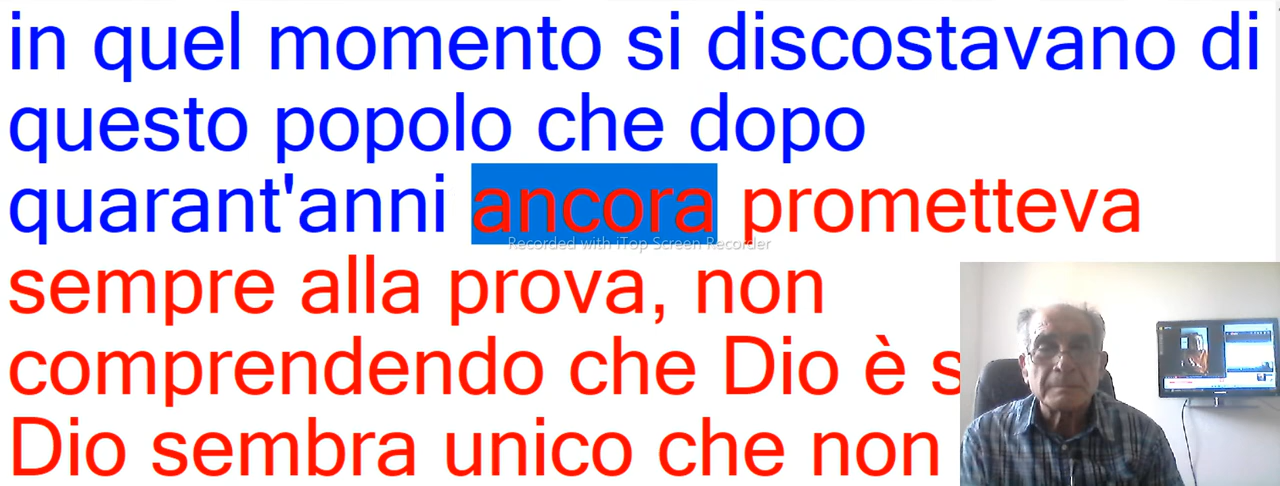 in quel momento si discostavano di
questo popolo che dopo
quarant'anni ancora prometteva
Recorded with iTop Screen Recorder
sempre alla prova, non
comprendendo che Dio è
Dio sembra unico che non